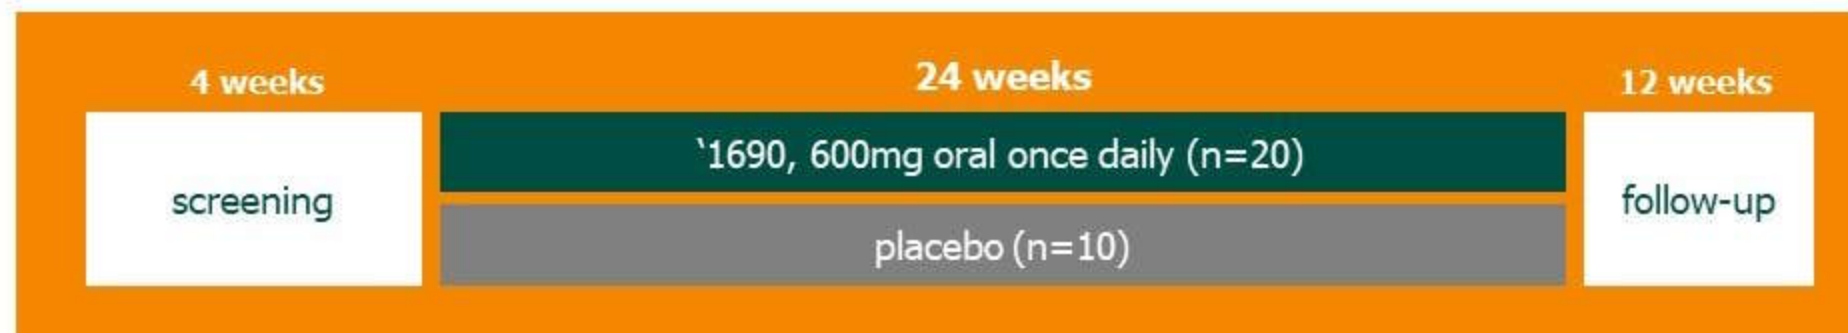 4 weeks
24 weeks
12 weeks
screening
‘1690, 600mg oral once daily (n=20)
placebo (n=10)
follow-up